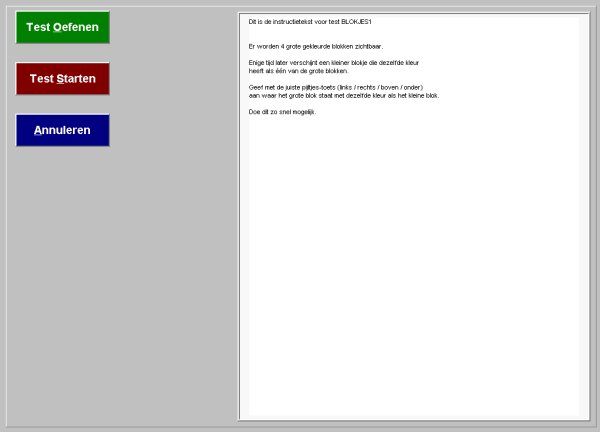 Test Oefenen
Test Starten
Annuleren
Dit is de instructietekst voor test BLOKJES1
Er worden 4 grote gekleurde blokken zichtbaar.
Enige tijd later verschijnt een kleiner blokje die dezelfde kleur
heeft als één van de grote blokken.
Geef met de juiste pijltjes-toets (links / rechts / boven / onder)
aan waar het grote blok staat met dezelfde kleur als het kleine blok.
Doe dit zo snel mogelijk.